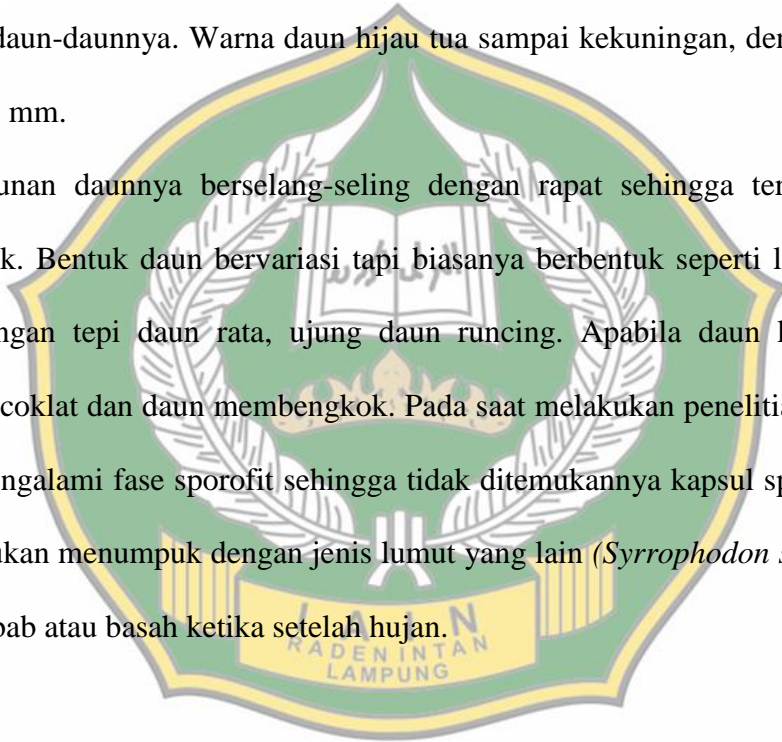 daun-daunnya. Warna daun hijau tua sampai kekuningan, den
mm.
unan daunnya berselang-seling dengan rapat sehingga ter
k. Bentuk daun bervariasi tapi biasanya berbentuk seperti l
ngan tepi daun rata, ujung daun runcing. Apabila daun
coklat dan daun membengkok. Pada saat melakukan peneliti
ngalami fase sporofit sehingga tidak ditemukannya kapsul sp
ukan menumpuk dengan jenis lumut yang lain (Syrrophodon s
bab atau basah ketika setelah hujan.
I A I N
RADEN INTAN
LAMPUNG